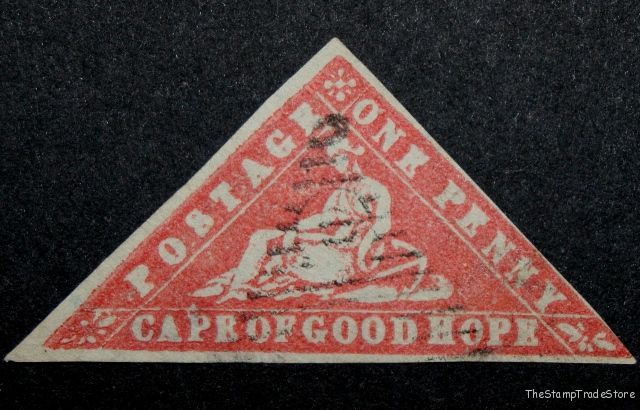 POSTAGE
ONE PENNY
CAPE OF GOOD HOPE
TheStampTradeStore